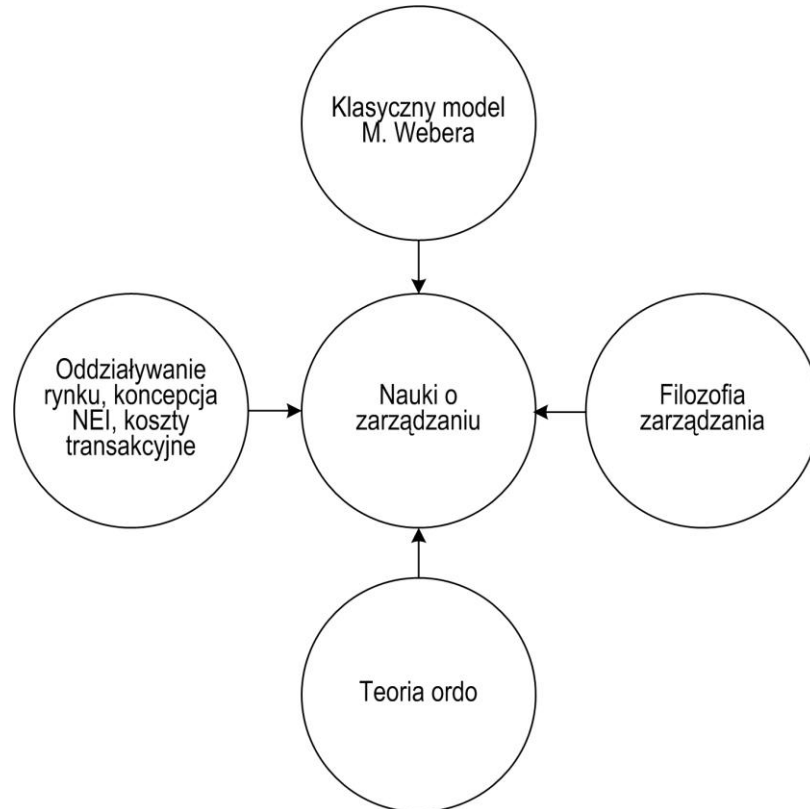 Klasyczny model
M. Webera
Oddziaływanie
rynku, koncepcja
NEI, koszty
transakcyjne
Nauki o
zarządzaniu
Filozofia
zarządzania
Teoria ordo